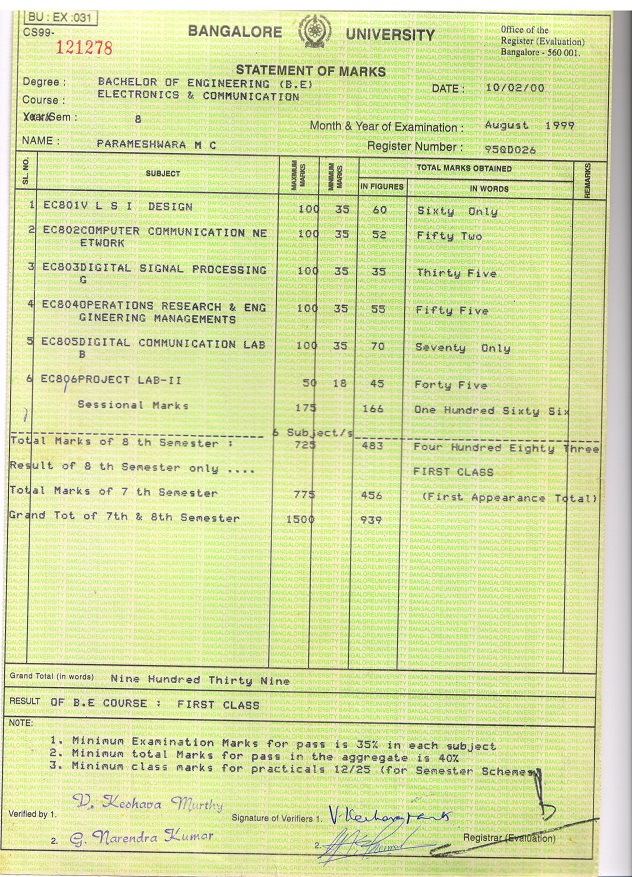 BU : EX :031
CS99-
121278
BANGALORE UNIVERSITY
Office of the
Register (Evaluation)
Bangalore - 560 001.
STATEMENT OF MARKS
Degree : BACHELOR OF ENGINEERING (B.E)
DATE : 10/02/00
Course : ELECTRONICS & COMMUNICATION
Year/Sem : 8
Month & Year of Examination : August 1999
NAME : PARAMESHWARA M C
Register Number : 95QD026
SL. NO. SUBJECT MAXIMUM MARKS MINIMUM MARKS TOTAL MARKS OBTAINED REMARKS
IN FIGURES IN WORDS
1 EC801V L S I DESIGN 100 35 60 Sixty Only
2 EC802COMPUTER COMMUNICATION NE 100 35 52 Fifty Two
ETWORK
3 EC803DIGITAL SIGNAL PROCESSING 100 35 35 Thirty Five
G
4 EC804OPERATIONS RESEARCH & ENG 100 35 55 Fifty Five
GINEERING MANAGEMENTS
5 EC805DIGITAL COMMUNICATION LAB 100 35 70 Seventy Only
B
6 EC806PROJECT LAB-II 50 18 45 Forty Five
Sessional Marks 175 166 One Hundred Sixty Six
6 Subject/s
Total Marks of 8 th Semester : 725 483 Four Hundred Eighty Three
Result of 8 th Semester only .... FIRST CLASS
Total Marks of 7 th Semester 775 456 (First Appearance Total)
Grand Tot of 7th & 8th Semester 1500 939
Grand Total (in words) Nine Hundred Thirty Nine
RESULT OF B.E COURSE : FIRST CLASS
NOTE:
1. Minimum Examination Marks for pass is 35% in each subject
2. Minimum total Marks for pass in the aggregate is 40%
3. Minimum class marks for practicals 12/25 (for Semester Scheme)
Verified by 1. D. Keshava Murthy
Signature of Verifiers 1.
2. G. Narendra Kumar
2.
Registrar (Evaluation)